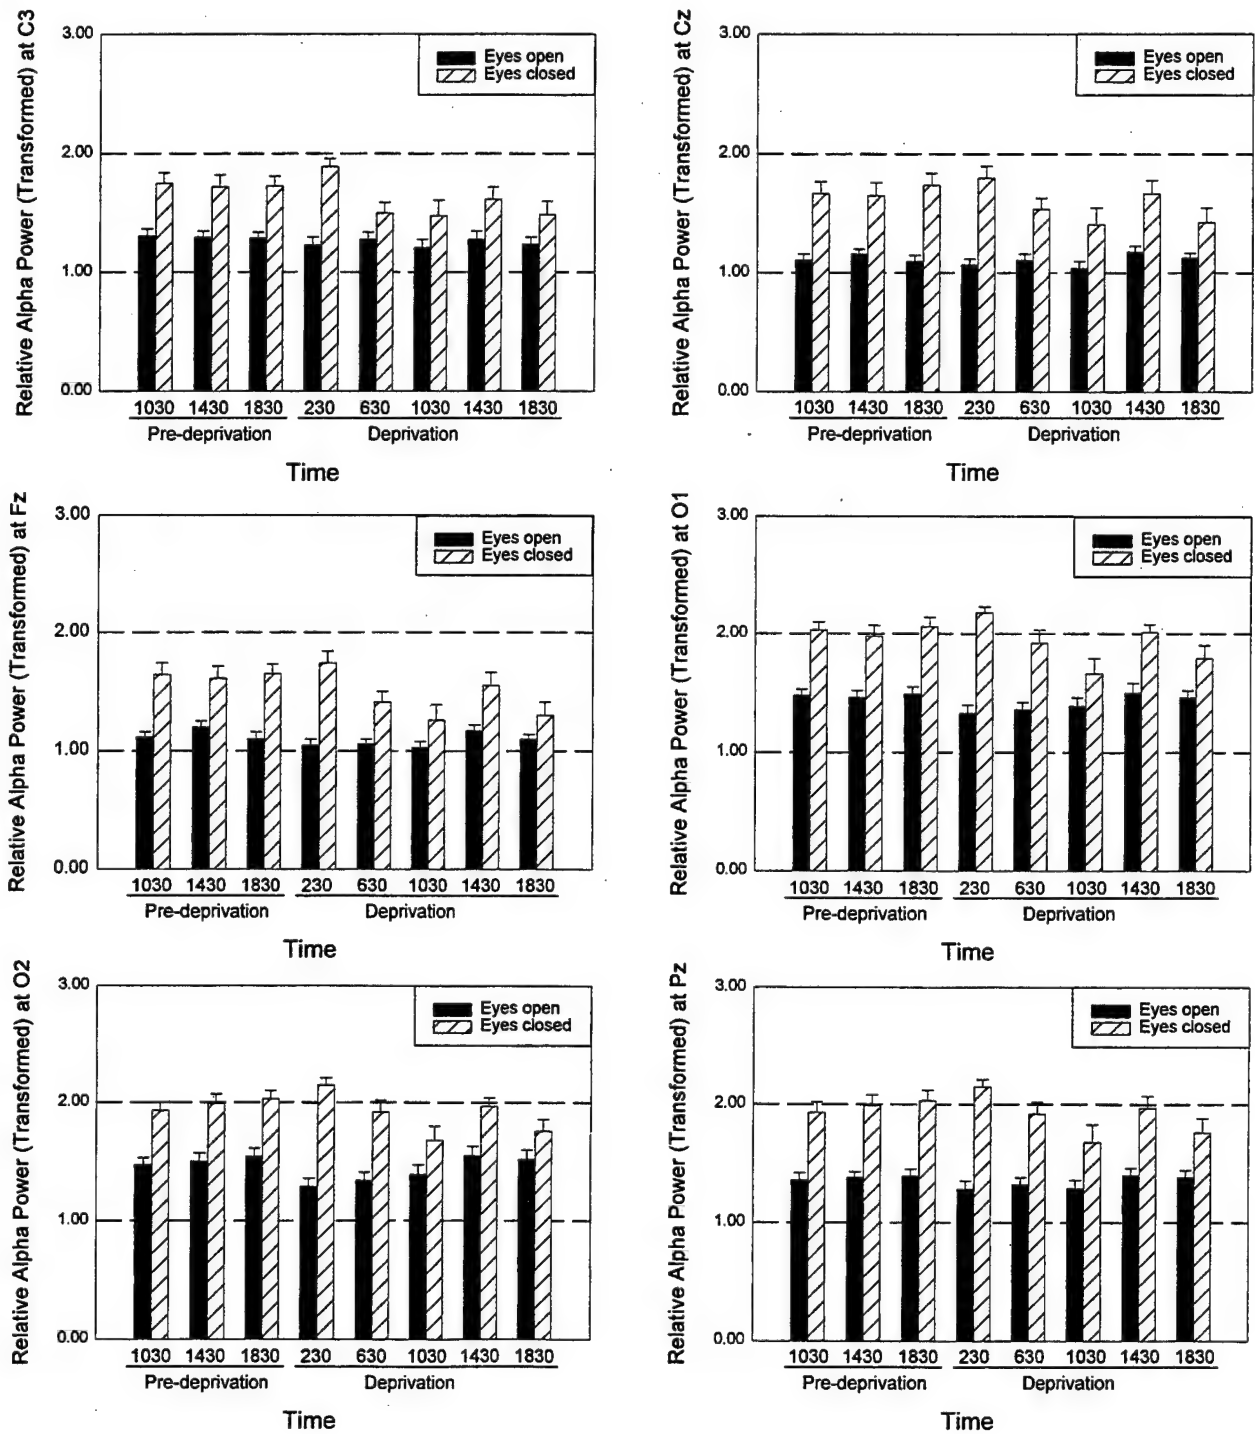 Relative Alpha Power (Transformed) at C3
3.00
2.00
1.00
0.00
Eyes open
Eyes closed
1030 1430 1830 230 630 1030 1430 1830
Pre-deprivation Deprivation
Time
Relative Alpha Power (Transformed) at Cz
3.00
2.00
1.00
0.00
Eyes open
Eyes closed
1030 1430 1830 230 630 1030 1430 1830
Pre-deprivation Deprivation
Time
Relative Alpha Power (Transformed) at Fz
3.00
2.00
1.00
0.00
Eyes open
Eyes closed
1030 1430 1830 230 630 1030 1430 1830
Pre-deprivation Deprivation
Time
Relative Alpha Power (Transformed) at O1
3.00
2.00
1.00
0.00
Eyes open
Eyes closed
1030 1430 1830 230 630 1030 1430 1830
Pre-deprivation Deprivation
Time
Relative Alpha Power (Transformed) at O2
3.00
2.00
1.00
0.00
Eyes open
Eyes closed
1030 1430 1830 230 630 1030 1430 1830
Pre-deprivation Deprivation
Time
Relative Alpha Power (Transformed) at Pz
3.00
2.00
1.00
0.00
Eyes open
Eyes closed
1030 1430 1830 230 630 1030 1430 1830
Pre-deprivation Deprivation
Time